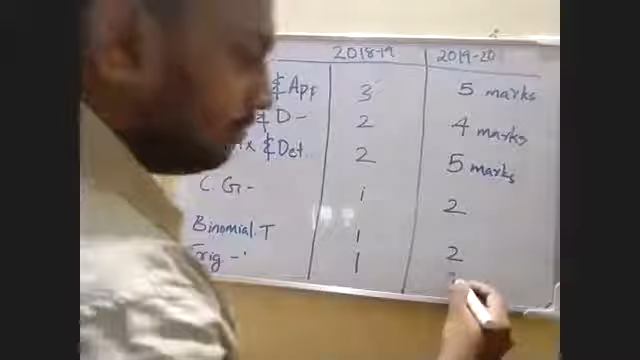 2018-19 2019-20
& App 3 5 marks
& D - 2 4 marks
& Det. 2 5 marks
C.G - 1 2
Binomial.T 1 2
Trig - 1